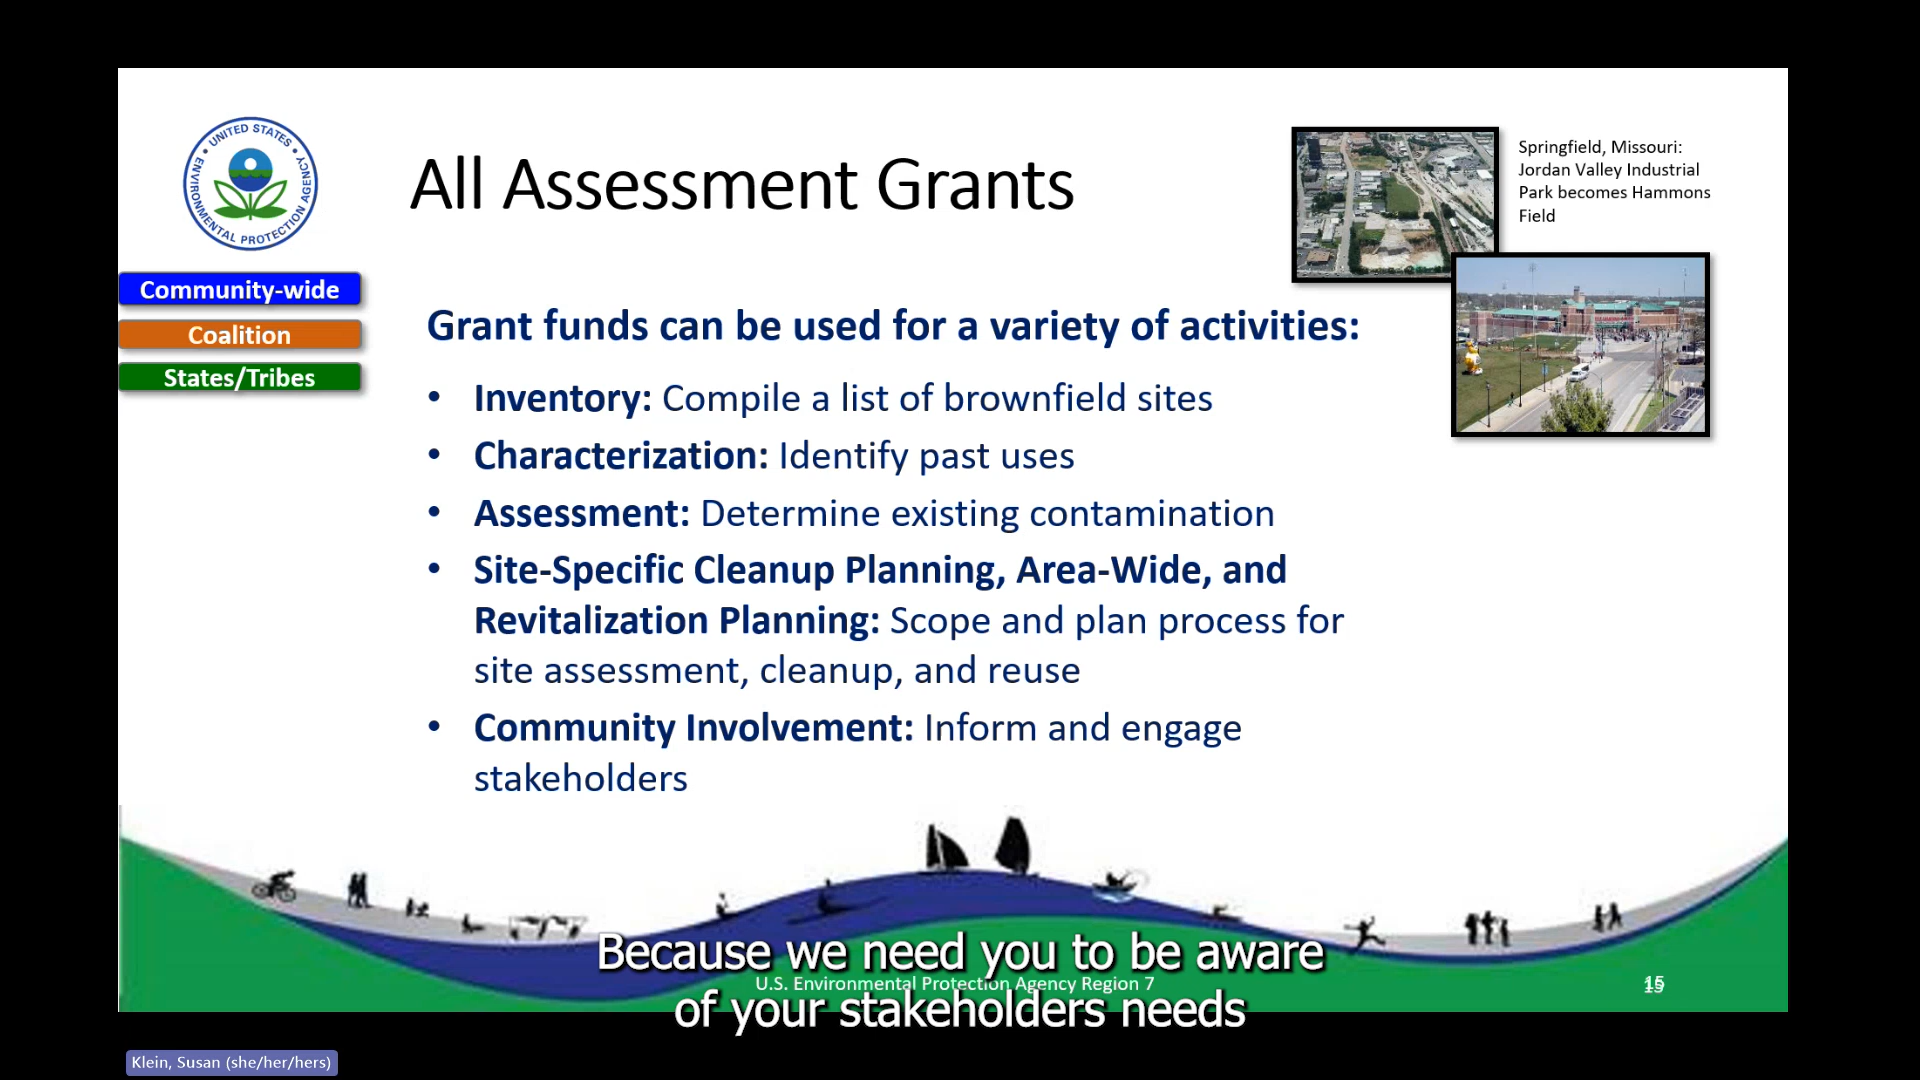 UNITED STATES
ENVIRONMENTAL PROTECTION AGENCY
All Assessment Grants
Springfield, Missouri:
Jordan Valley Industrial
Park becomes Hammons
Field
Community-wide
Coalition
States/Tribes
Grant funds can be used for a variety of activities:
• Inventory: Compile a list of brownfield sites
• Characterization: Identify past uses
• Assessment: Determine existing contamination
• Site-Specific Cleanup Planning, Area-Wide, and
Revitalization Planning: Scope and plan process for
site assessment, cleanup, and reuse
• Community Involvement: Inform and engage
stakeholders
Because we need you to be aware
U.S. Environmental Protection Agency Region 7
of your stakeholders needs
Klein, Susan (she/her/hers)